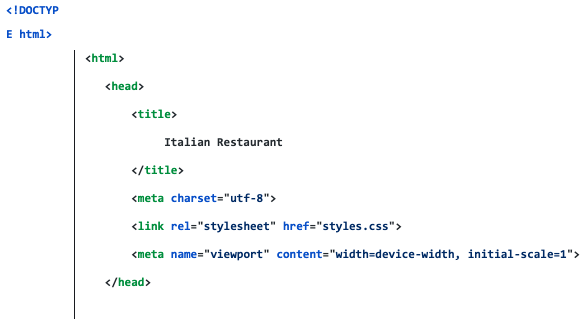 <!DOCTYP
E html>
<html>
<head>
<title>
Italian Restaurant
</title>
<meta charset="utf-8">
<link rel="stylesheet" href="styles.css">
<meta name="viewport" content="width=device-width, initial-scale=1">
</head>